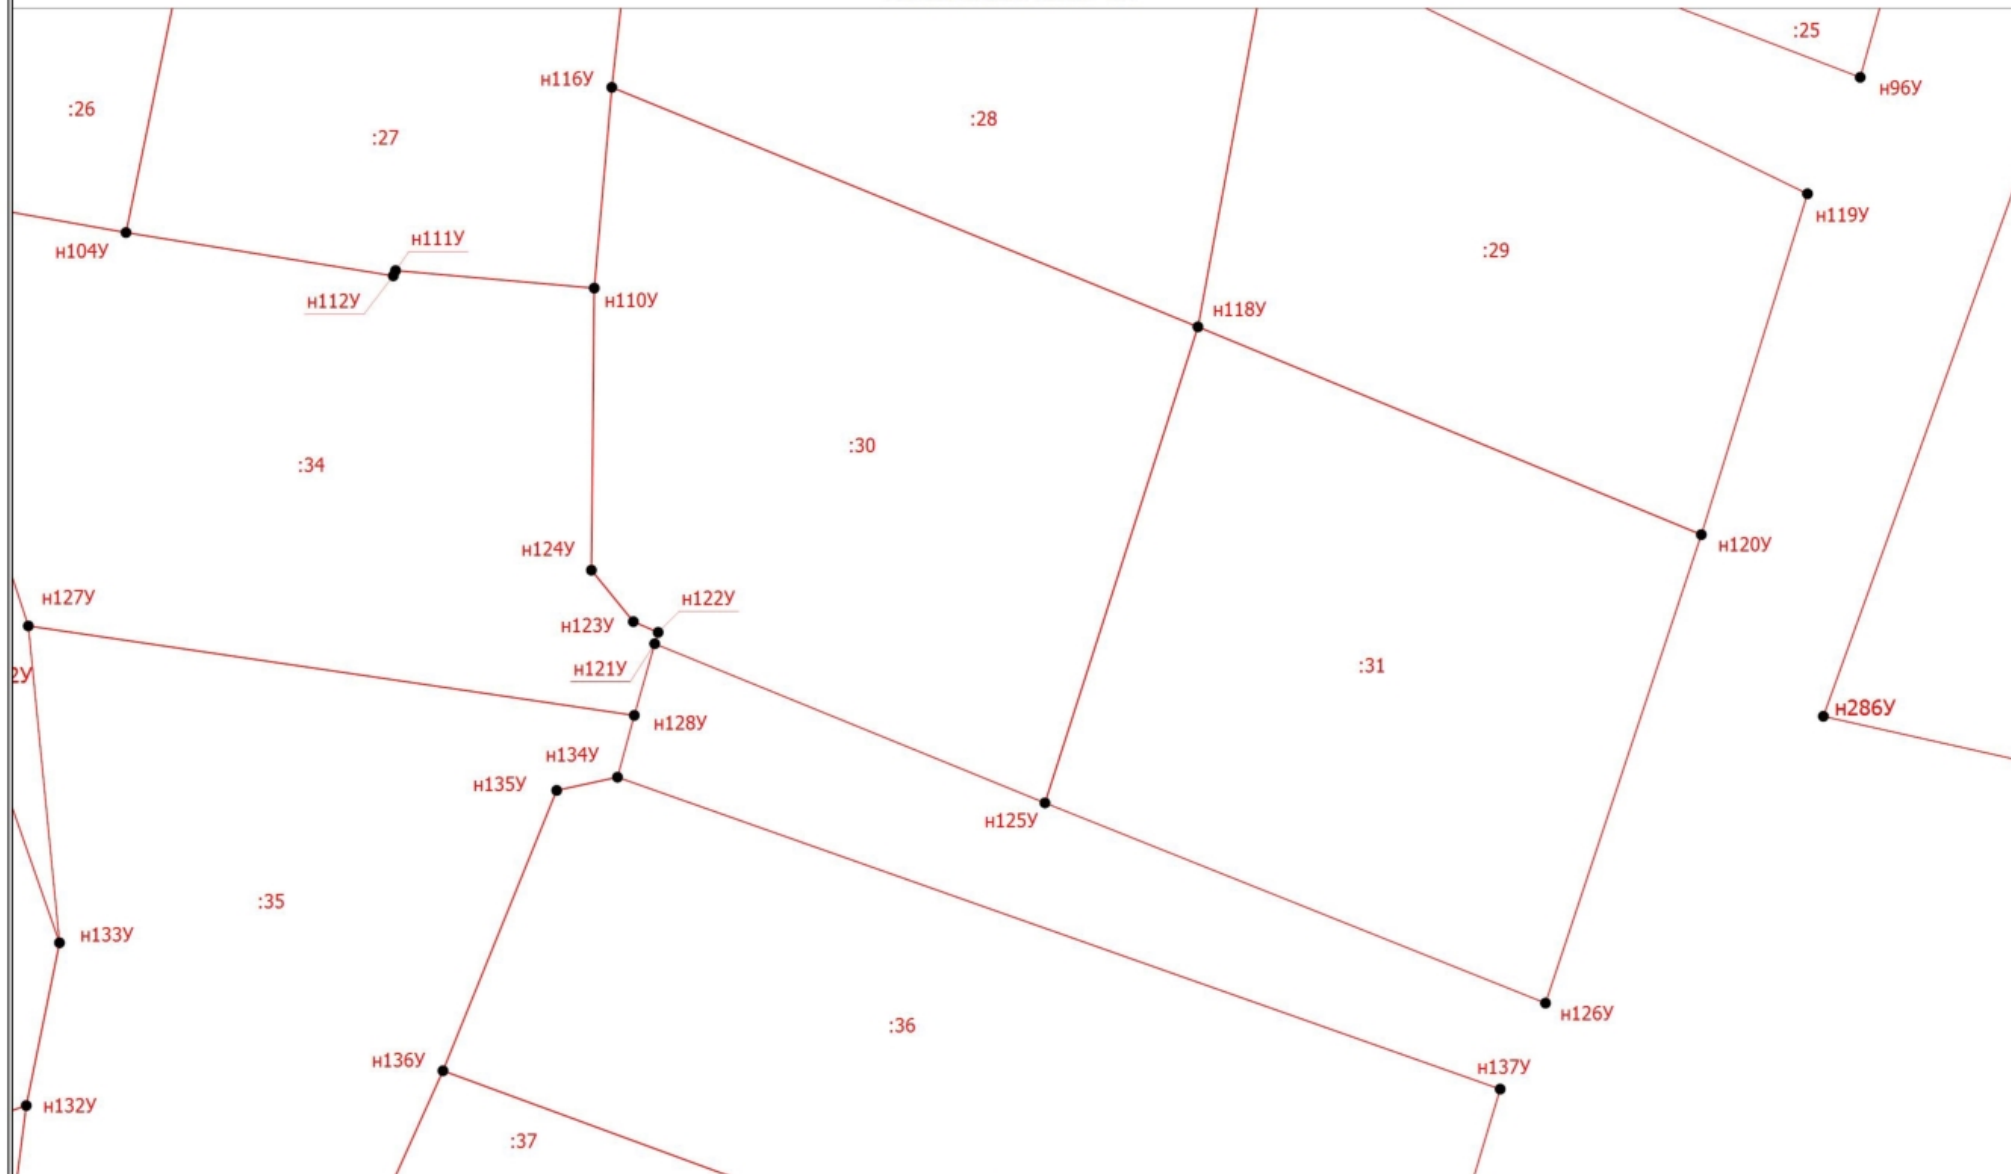 :25
н116У
н96У
:26
:28
:27
н119У
н111У
н104У
:29
н112У
н110У
н118У
:30
:34
н124У
н120У
н127У
н122У
н123У
н121У
:31
2У
н128У
н286У
н134У
н135У
н125У
:35
н133У
н126У
:36
н136У
н137У
н132У
:37